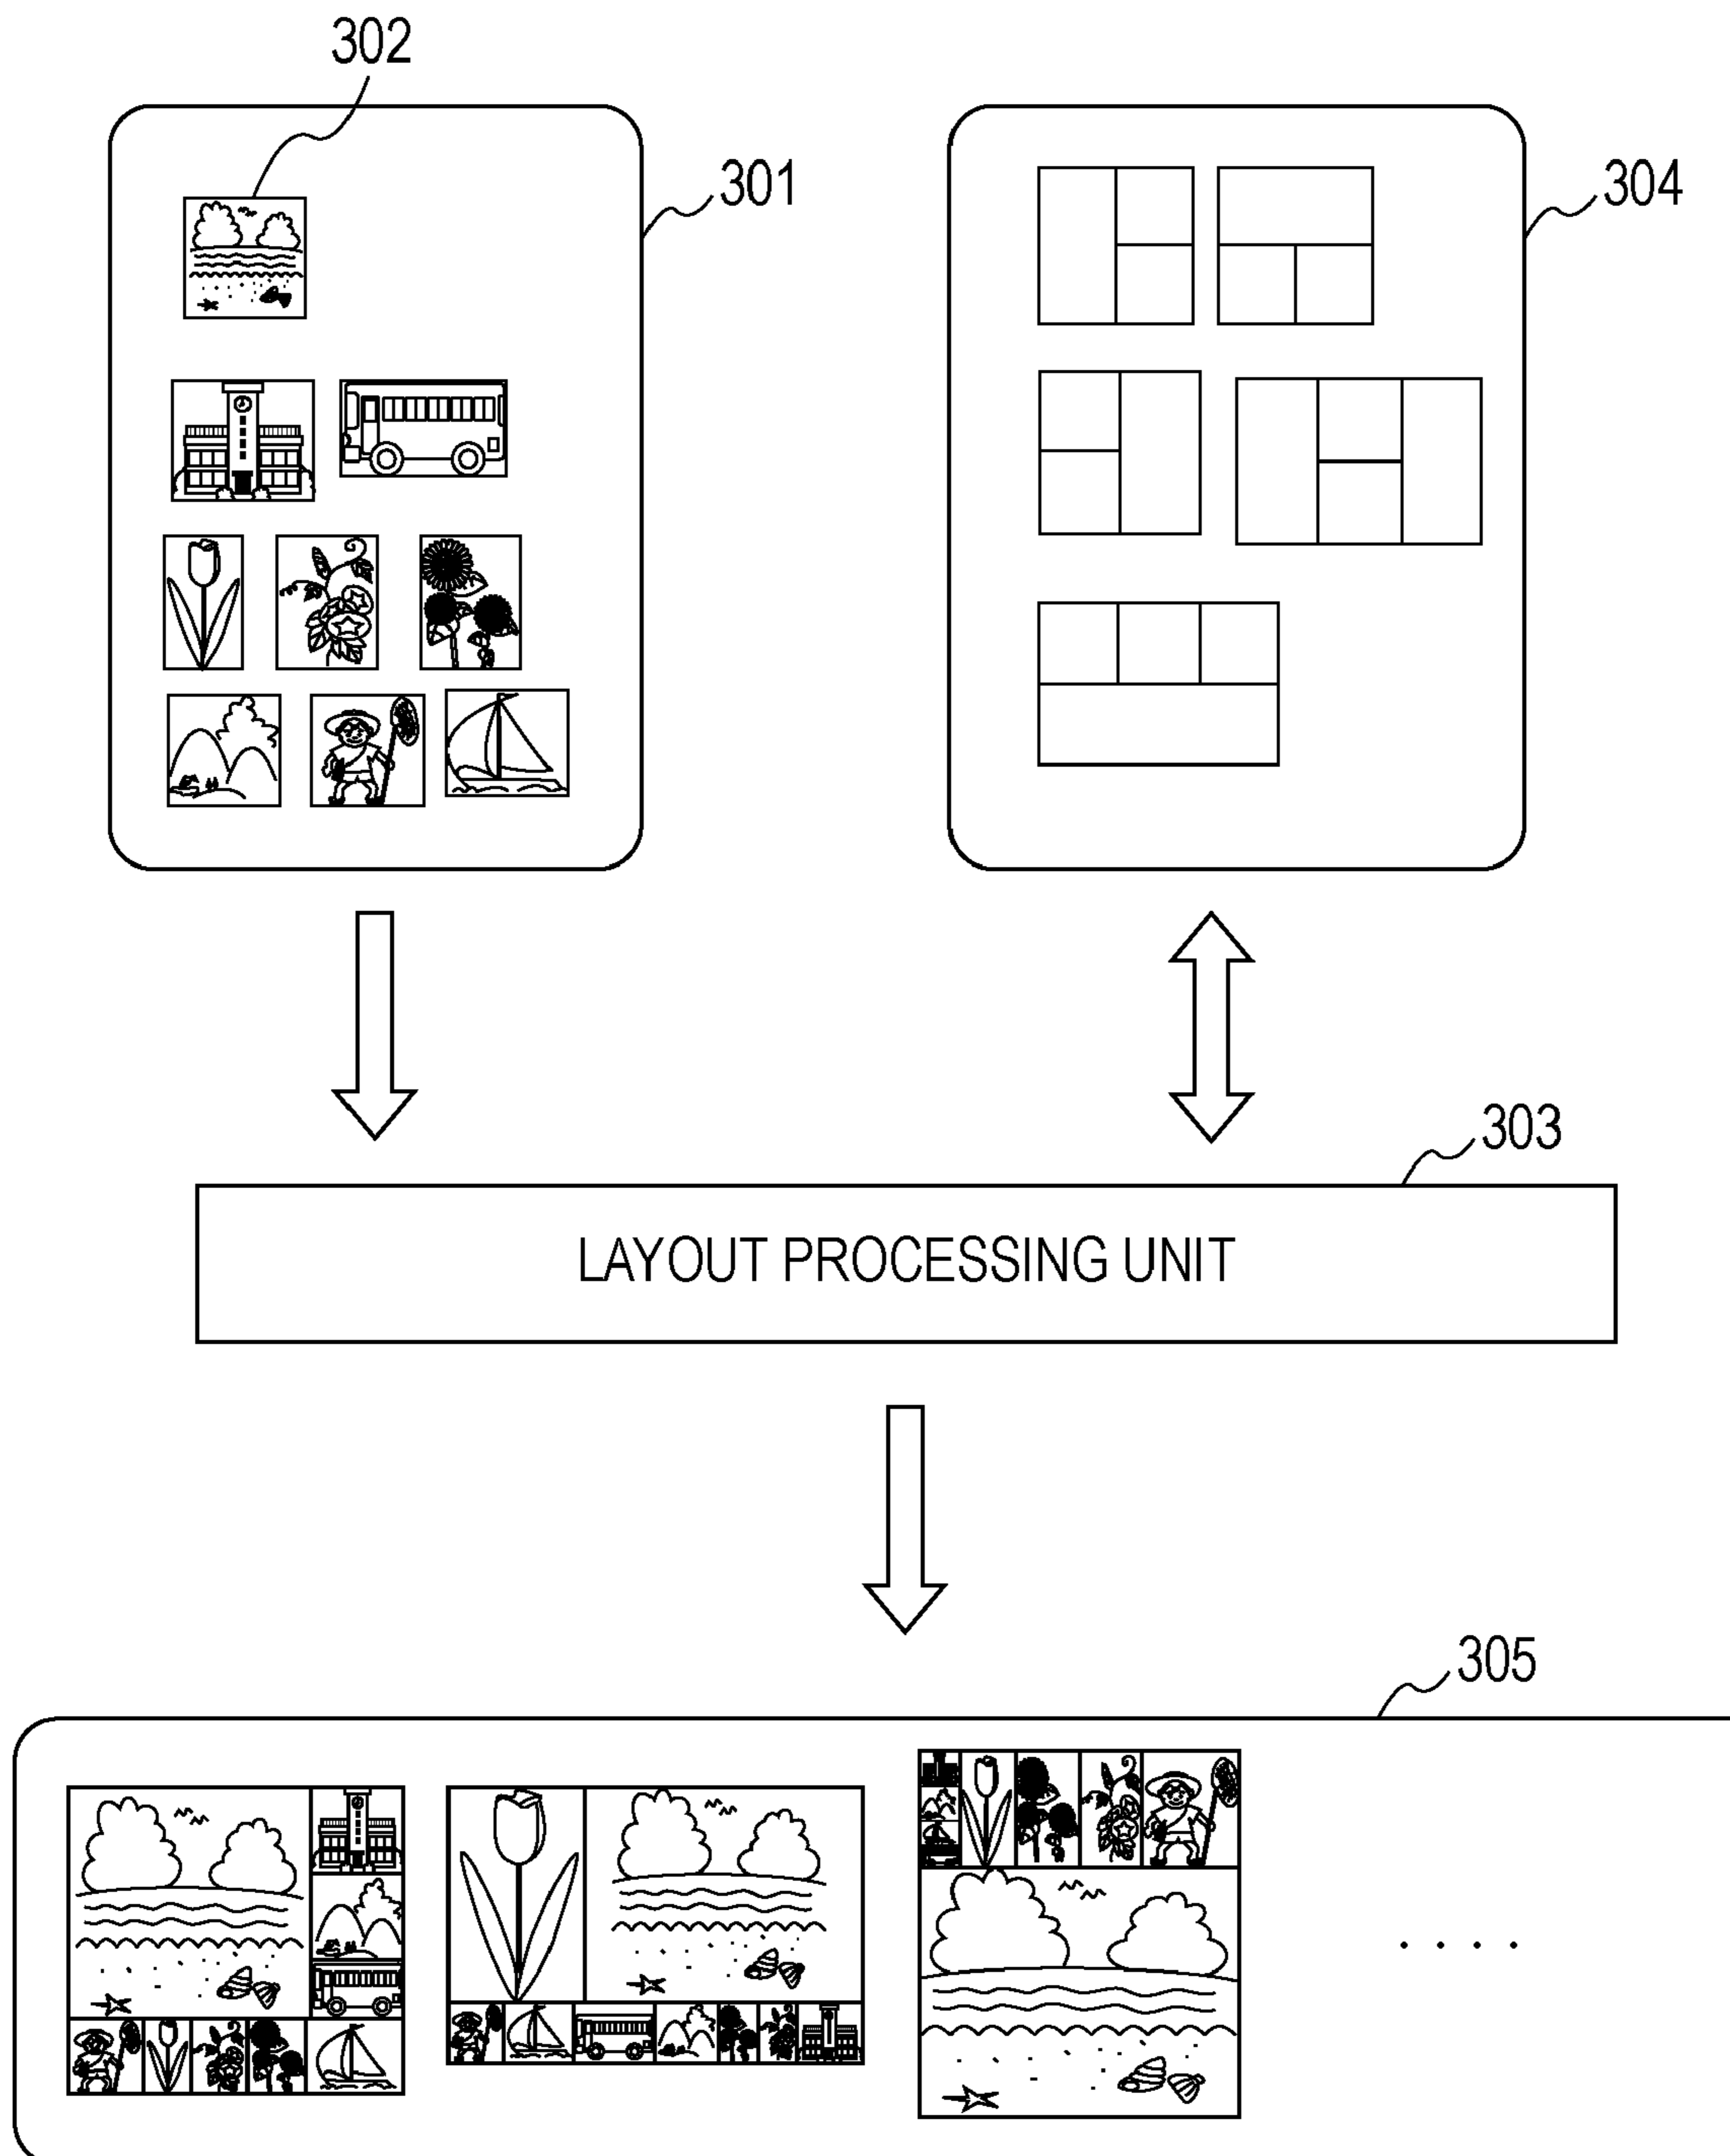 302
301
304
303
LAYOUT PROCESSING UNIT
305
. . . .